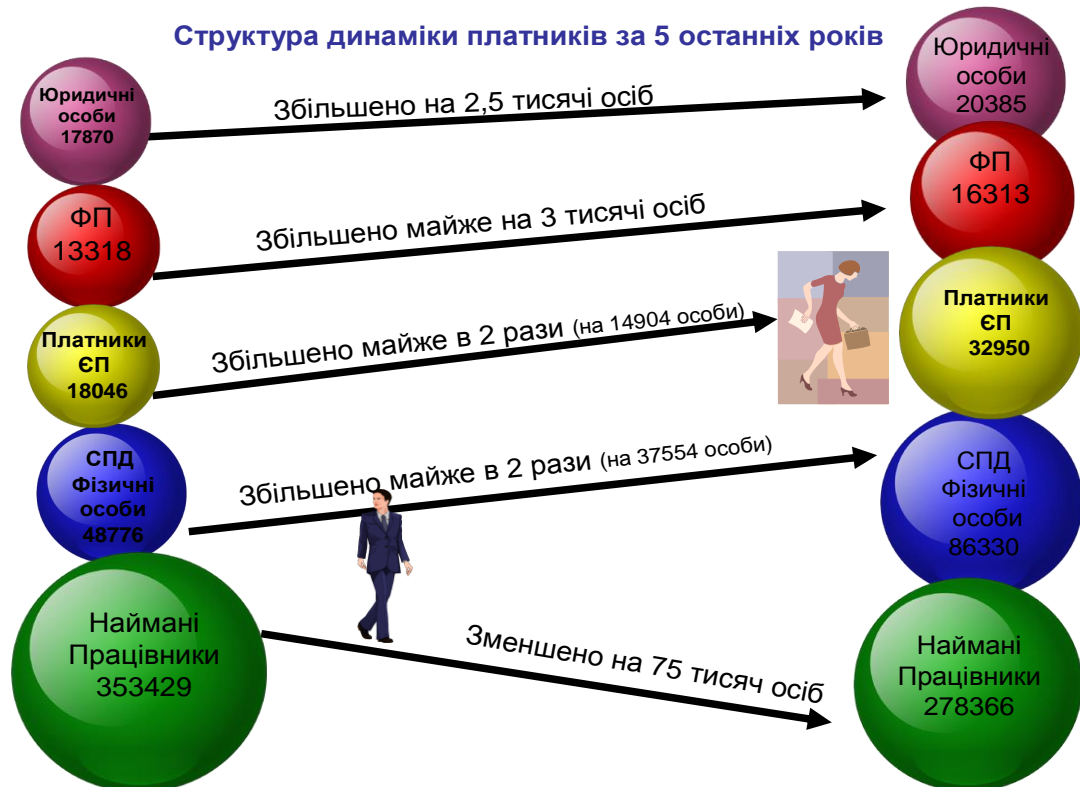 Структура динаміки платників за 5 останніх років
Юридичні
особи
17870
Збільшено на 2,5 тисячі осіб
Юридичні
особи
20385
ФП
13318
Збільшено майже на 3 тисячі осіб
ФП
16313
Платники
ЄП
18046
Збільшено майже в 2 рази (на 14904 особи)
Платники
ЄП
32950
СПД
Фізичні
особи
48776
Збільшено майже в 2 рази (на 37554 особи)
СПД
Фізичні
особи
86330
Наймані
Працівники
353429
Зменшено на 75 тисяч осіб
Наймані
Працівники
278366